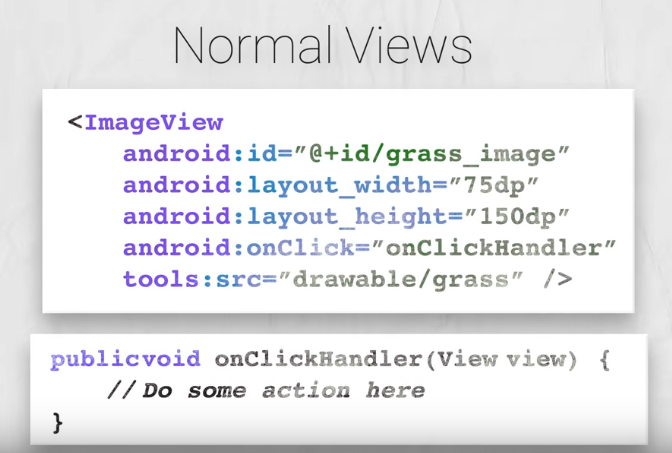 Normal Views
<ImageView
android:id="@+id/grass_image"
android:layout_width="75dp"
android:layout_height="150dp"
android:onClick="onClickHandler"
tools:src="drawable/grass" />
publicvoid onClickHandler(View view) {
// Do some action here
}